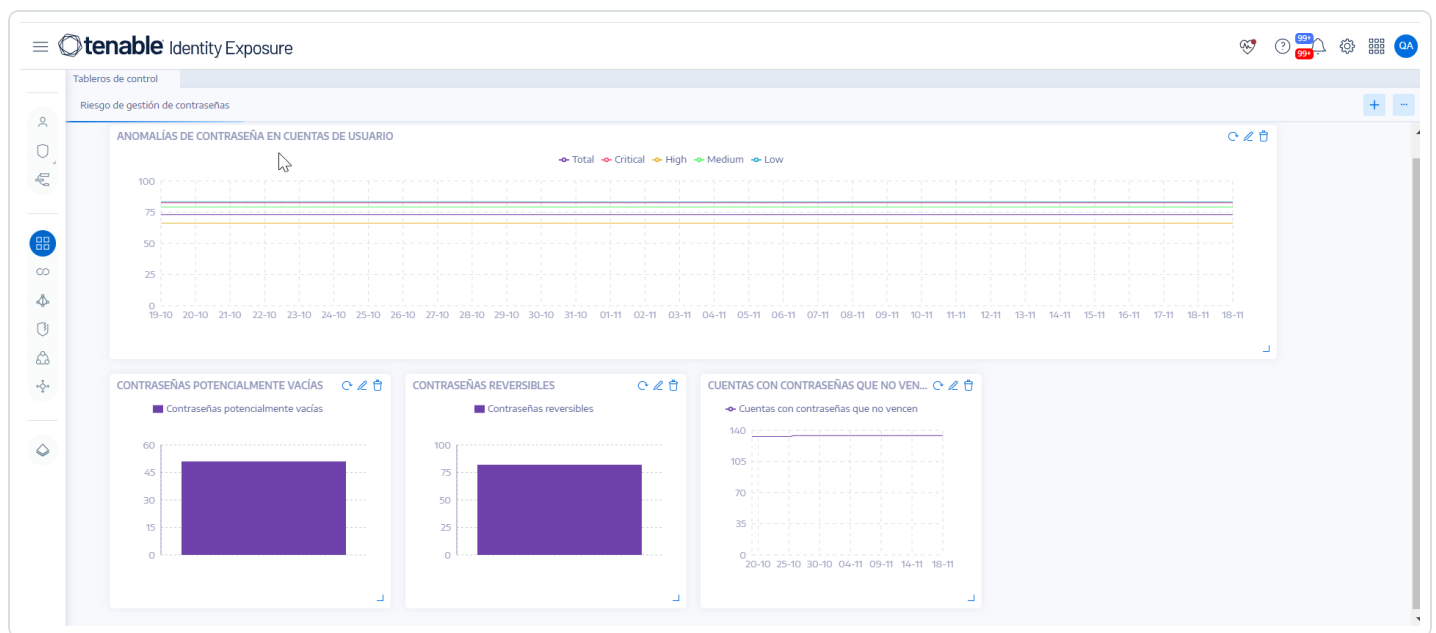 tenable Identity Exposure
99+
99+
QA
Tableros de control
Riesgo de gestión de contraseñas
ANOMALÍAS DE CONTRASEÑA EN CUENTAS DE USUARIO
Total Critical High Medium Low
100
75
50
25
0
19-10 20-10 21-10 22-10 23-10 24-10 25-10 26-10 27-10 28-10 29-10 30-10 31-10 01-11 02-11 03-11 04-11 05-11 06-11 07-11 08-11 09-11 10-11 11-11 12-11 13-11 14-11 15-11 16-11 17-11 18-11 18-11
CONTRASEÑAS POTENCIALMENTE VACÍAS
Contraseñas potencialmente vacías
60
45
30
15
0
CONTRASEÑAS REVERSIBLES
Contraseñas reversibles
100
75
50
25
0
CUENTAS CON CONTRASEÑAS QUE NO VEN...
Cuentas con contraseñas que no vencen
140
105
70
35
0
20-10 25-10 30-10 04-11 09-11 14-11 18-11